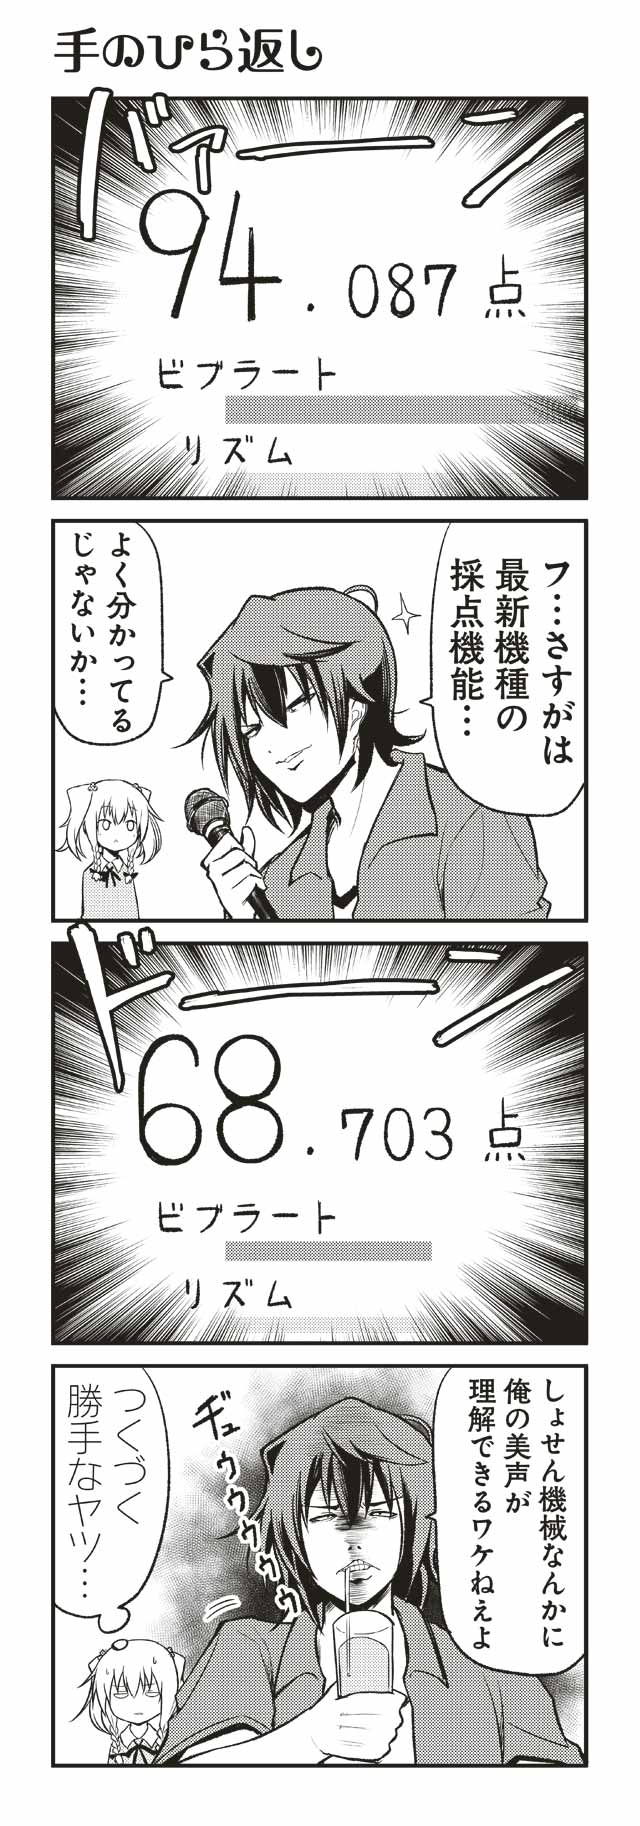 手のひら返し
バァーーン
94.087点
ビブラート
リズム
フ…さすがは
最新機種の
採点機能…
よく分かってる
じゃないか…
ドーーン
68.703点
ビブラート
リズム
しょせん機械なんかに
俺の美声が
理解できるワケねえよ
ヂュウウウウウ
つくづく
勝手なヤツ…